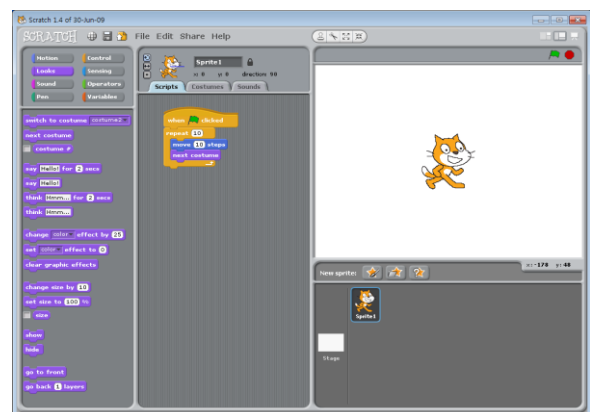 Scratch 1.4 of 30-Jun-09
SCRATCH File Edit Share Help
Motion Control
Looks Sensing
Sound Operators
Pen Variables
switch to costume costume2
next costume
costume #
say Hello! for 2 secs
say Hello!
think Hmm... for 2 secs
think Hmm...
change color effect by 25
set color effect to 0
clear graphic effects
change size by 10
set size to 100 %
size
show
hide
go to front
go back 1 layers
Sprite1
x: 0 y: 0 direction: 90
Scripts Costumes Sounds
when clicked
repeat 10
move 10 steps
next costume
x: -178 y: 48
New sprite:
Sprite1
Stage